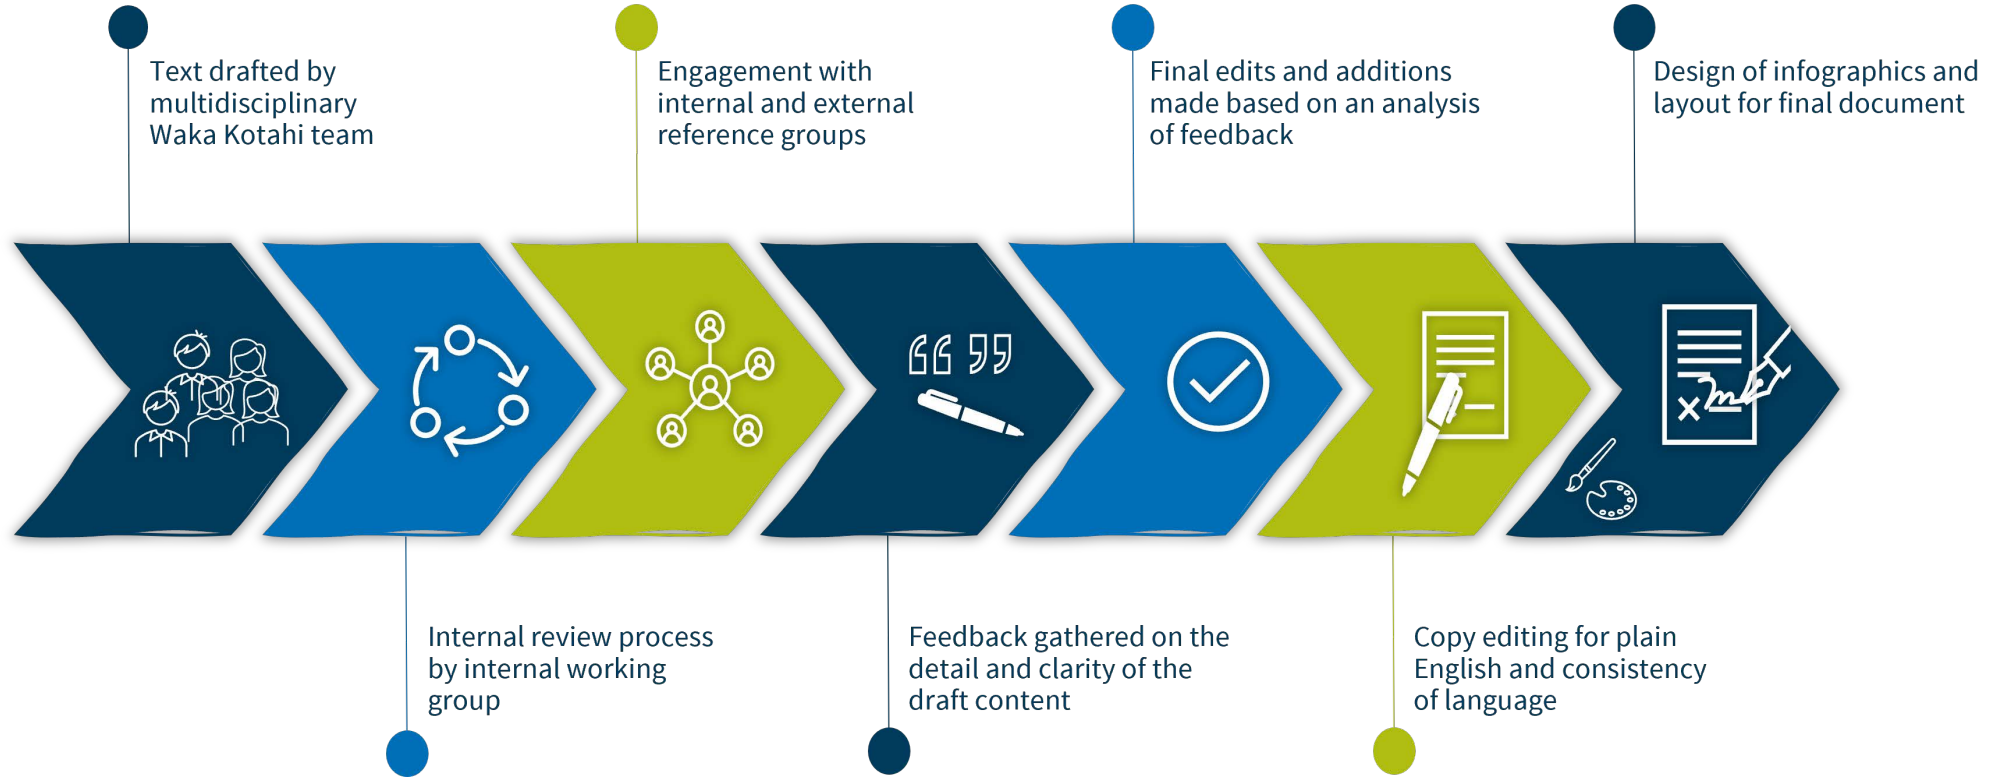 Text drafted by
multidisciplinary
Waka Kotahi team
Internal review process
by internal working
group
Engagement with
internal and external
reference groups
Feedback gathered on the
detail and clarity of the
draft content
Final edits and additions
made based on an analysis
of feedback
Copy editing for plain
English and consistency
of language
Design of infographics and
layout for final document